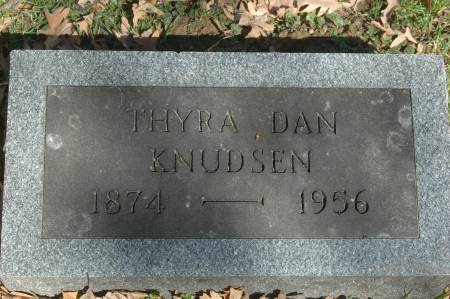 THYRA DAN
KNUDSEN
1874 — 1956